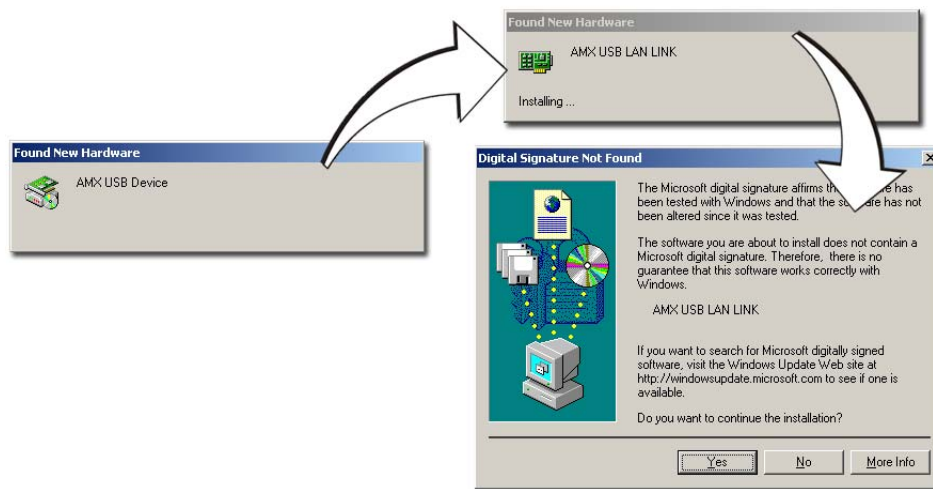 Found New Hardware
AMX USB LAN LINK
Installing ...
Found New Hardware
AMX USB Device
Digital Signature Not Found
The Microsoft digital signature affirms has
been tested with Windows and that the software has not
been altered since it was tested.
The software you are about to install does not contain a
Microsoft digital signature. Therefore, there is no
guarantee that this software works correctly with
Windows.
AMX USB LAN LINK
If you want to search for Microsoft digitally signed
software, visit the Windows Update Web site at
http://windowsupdate.microsoft.com to see if one is
available.
Do you want to continue the installation?
Yes No More Info